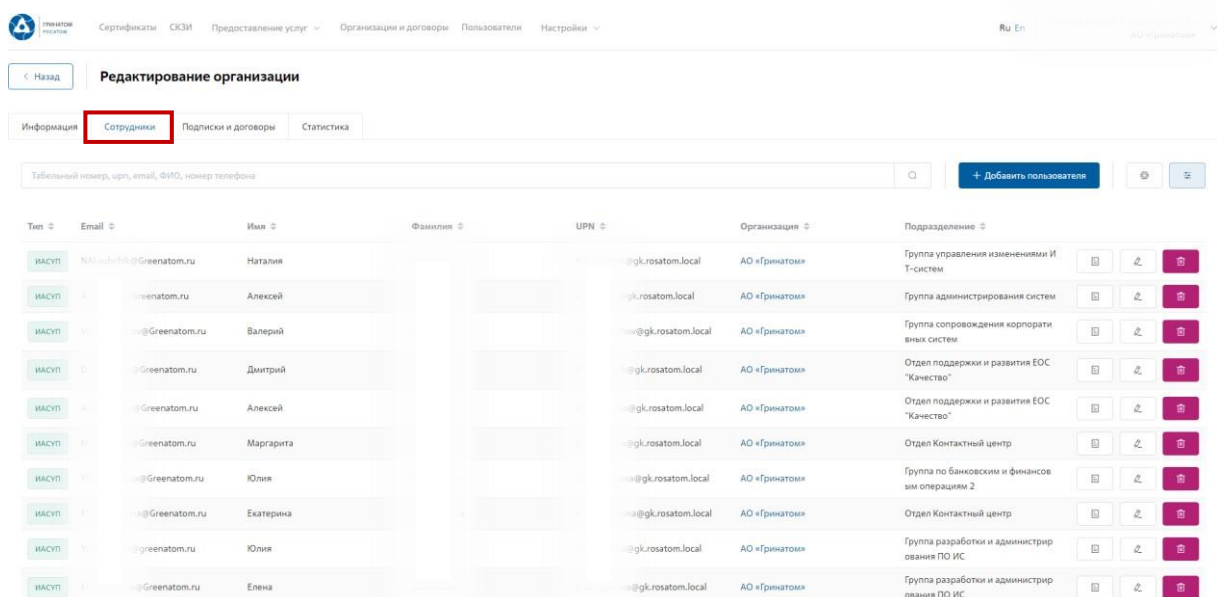 ГРИНАТОМ
РОСАТОМ
Сертификаты СКЗИ Предоставление услуг Организации и договоры Пользователи Настройки Ru En
АО «Гринатом»
< Назад Редактирование организации
Информация Сотрудники Подписки и договоры Статистика
Табельный номер, upn, email, ФИО, номер телефона + Добавить пользователя
Тип Email Имя Фамилия UPN Организация Подразделение
ИАСУП @Greenatom.ru Наталия @gk.rosatom.local АО «Гринатом» Группа управления изменениями И
Т-систем
ИАСУП reenatom.ru Алексей gk.rosatom.local АО «Гринатом» Группа администрирования систем
ИАСУП @Greenatom.ru Валерий @gk.rosatom.local АО «Гринатом» Группа сопровождения корпорати
вных систем
ИАСУП Greenatom.ru Дмитрий @gk.rosatom.local АО «Гринатом» Отдел поддержки и развития ЕОС
"Качество"
ИАСУП Greenatom.ru Алексей @gk.rosatom.local АО «Гринатом» Отдел поддержки и развития ЕОС
"Качество"
ИАСУП Greenatom.ru Маргарита @gk.rosatom.local АО «Гринатом» Отдел Контактный центр
ИАСУП @Greenatom.ru Юлия @gk.rosatom.local АО «Гринатом» Группа по банковским и финансов
ым операциям 2
ИАСУП @Greenatom.ru Екатерина @gk.rosatom.local АО «Гринатом» Отдел Контактный центр
ИАСУП greenatom.ru Юлия @gk.rosatom.local АО «Гринатом» Группа разработки и администрир
ования ПО ИС
ИАСУП @Greenatom.ru Елена @gk.rosatom.local АО «Гринатом» Группа разработки и администрир
ования ПО ИС